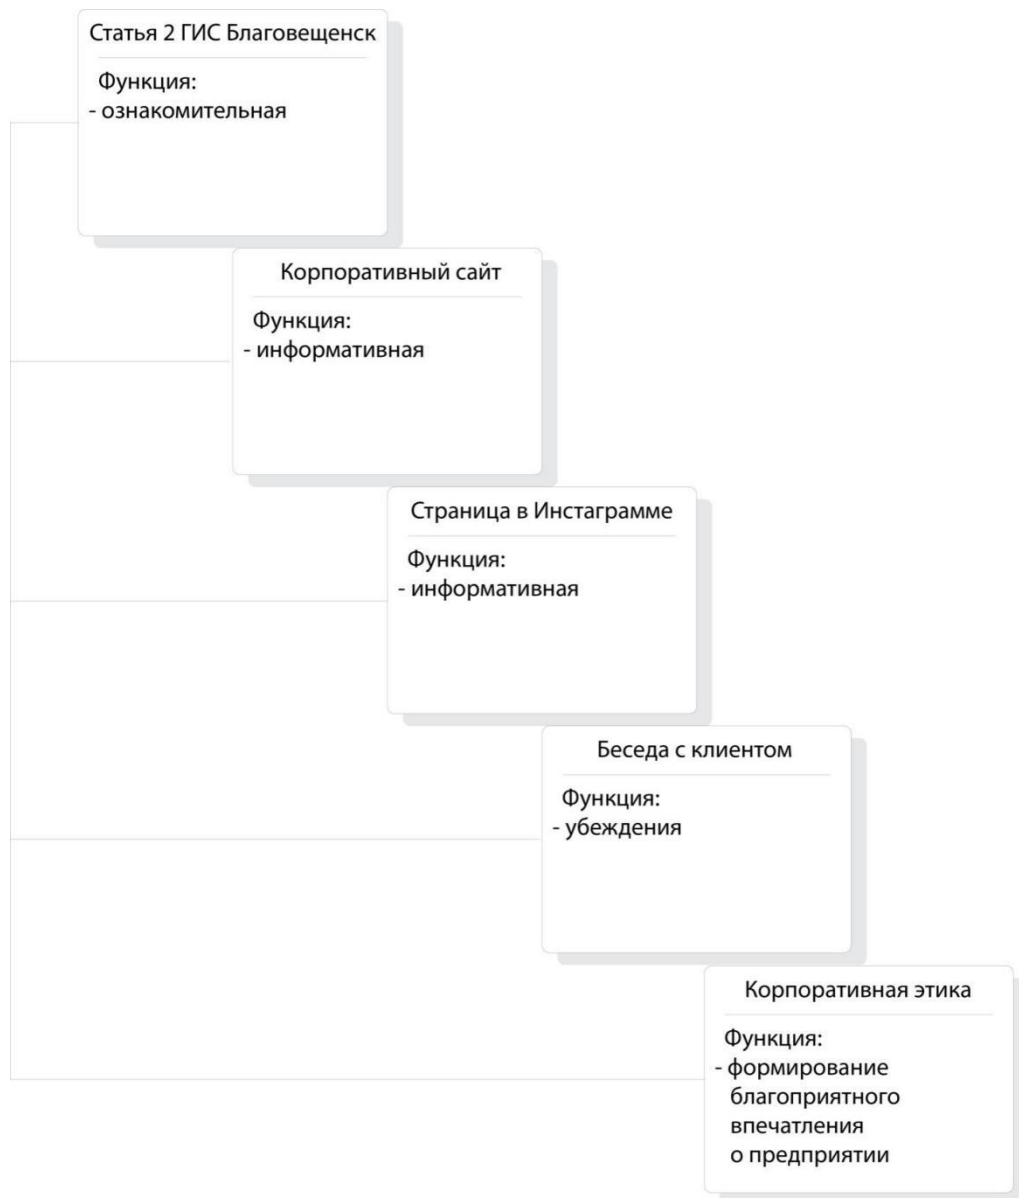 Статья 2 ГИС Благовещенск
Функция:
- ознакомительная
Корпоративный сайт
Функция:
- информативная
Страница в Инстаграмме
Функция:
- информативная
Беседа с клиентом
Функция:
- убеждения
Корпоративная этика
Функция:
- формирование
благоприятного
впечатления
о предприятии